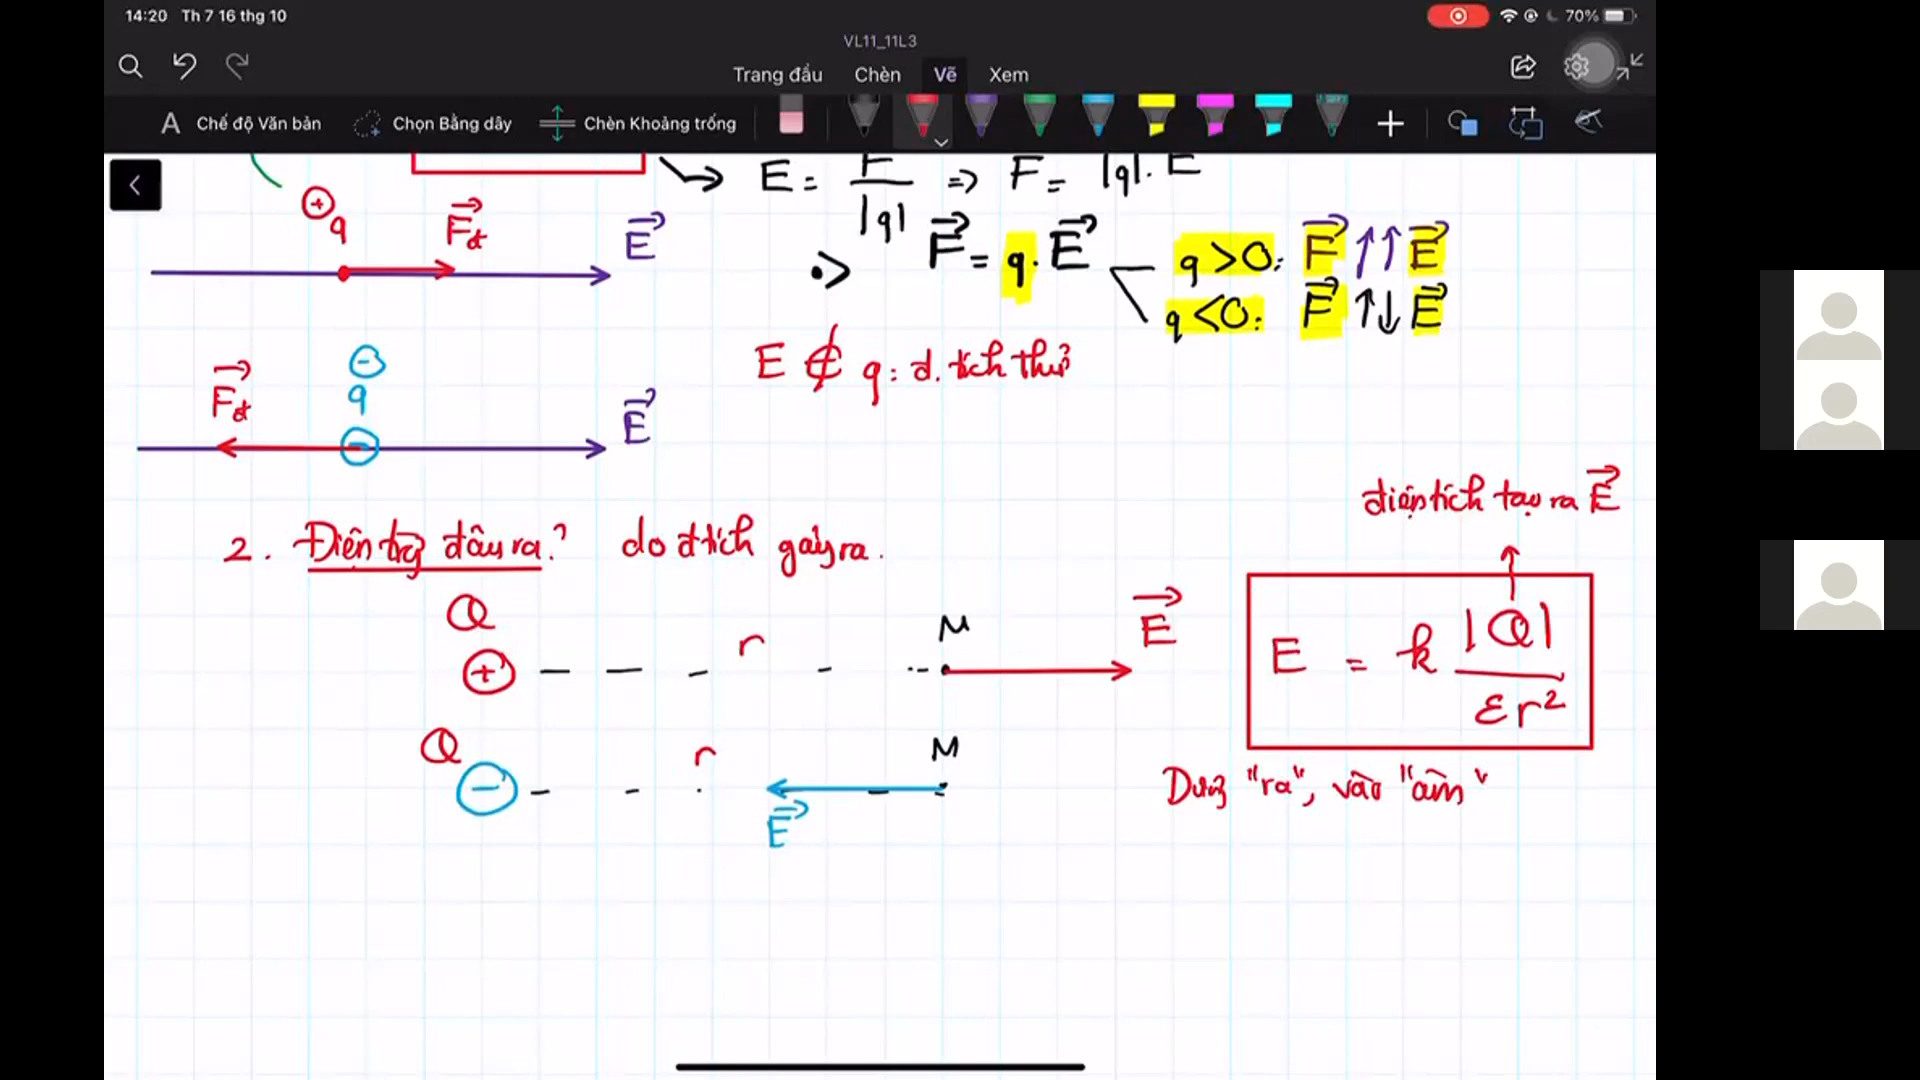 14:20 Th 7 16 thg 10
70%
VL11_11L3
Trang đầu Chèn Vẽ Xem
A Chế độ Văn bản Chọn Bằng dây Chèn Khoảng trống
E = F / |q| => F = |q|. E
⊕ q F⃗đ E⃗
•> F⃗ = q. E⃗
q > 0: F⃗ ↑↑ E⃗
q < 0: F⃗ ↑↓ E⃗
E ∉ q: đ. tích thử
⊖ q F⃗đ E⃗
điện tích tạo ra E⃗
2. Điện trg đâu ra? do đ tích gây ra.
Q ⊕ r M E⃗
E = k |Q| / εr²
Q ⊖ r M E⃗
Dương "ra", vào "âm"